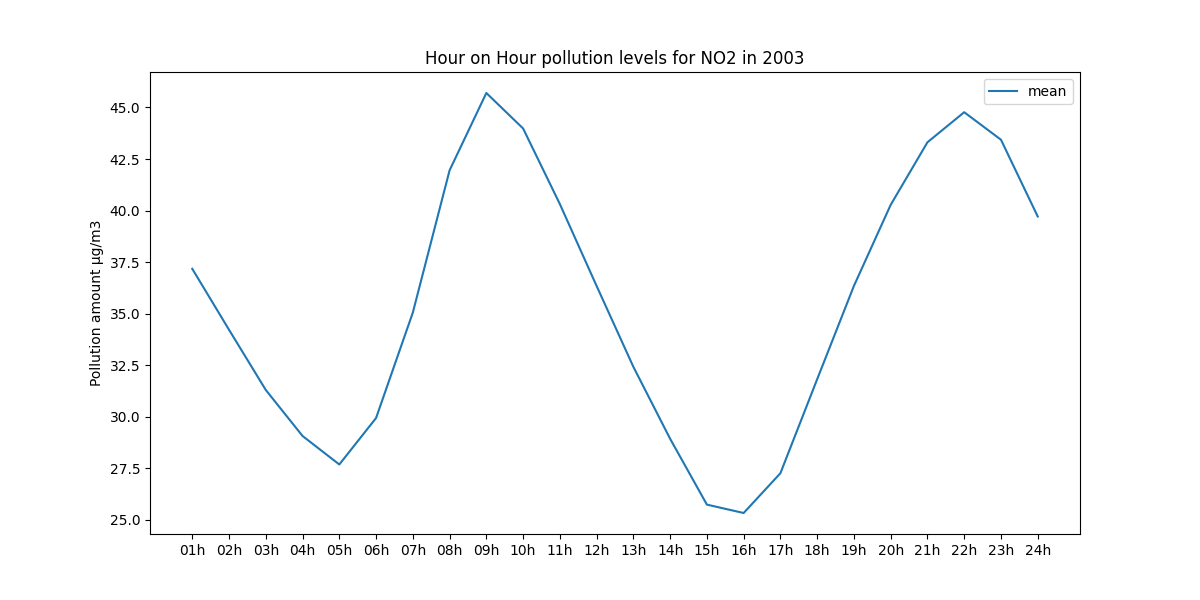 Hour on Hour pollution levels for NO2 in 2003
mean
Pollution amount µg/m3
45.0
42.5
40.0
37.5
35.0
32.5
30.0
27.5
25.0
01h 02h 03h 04h 05h 06h 07h 08h 09h 10h 11h 12h 13h 14h 15h 16h 17h 18h 19h 20h 21h 22h 23h 24h